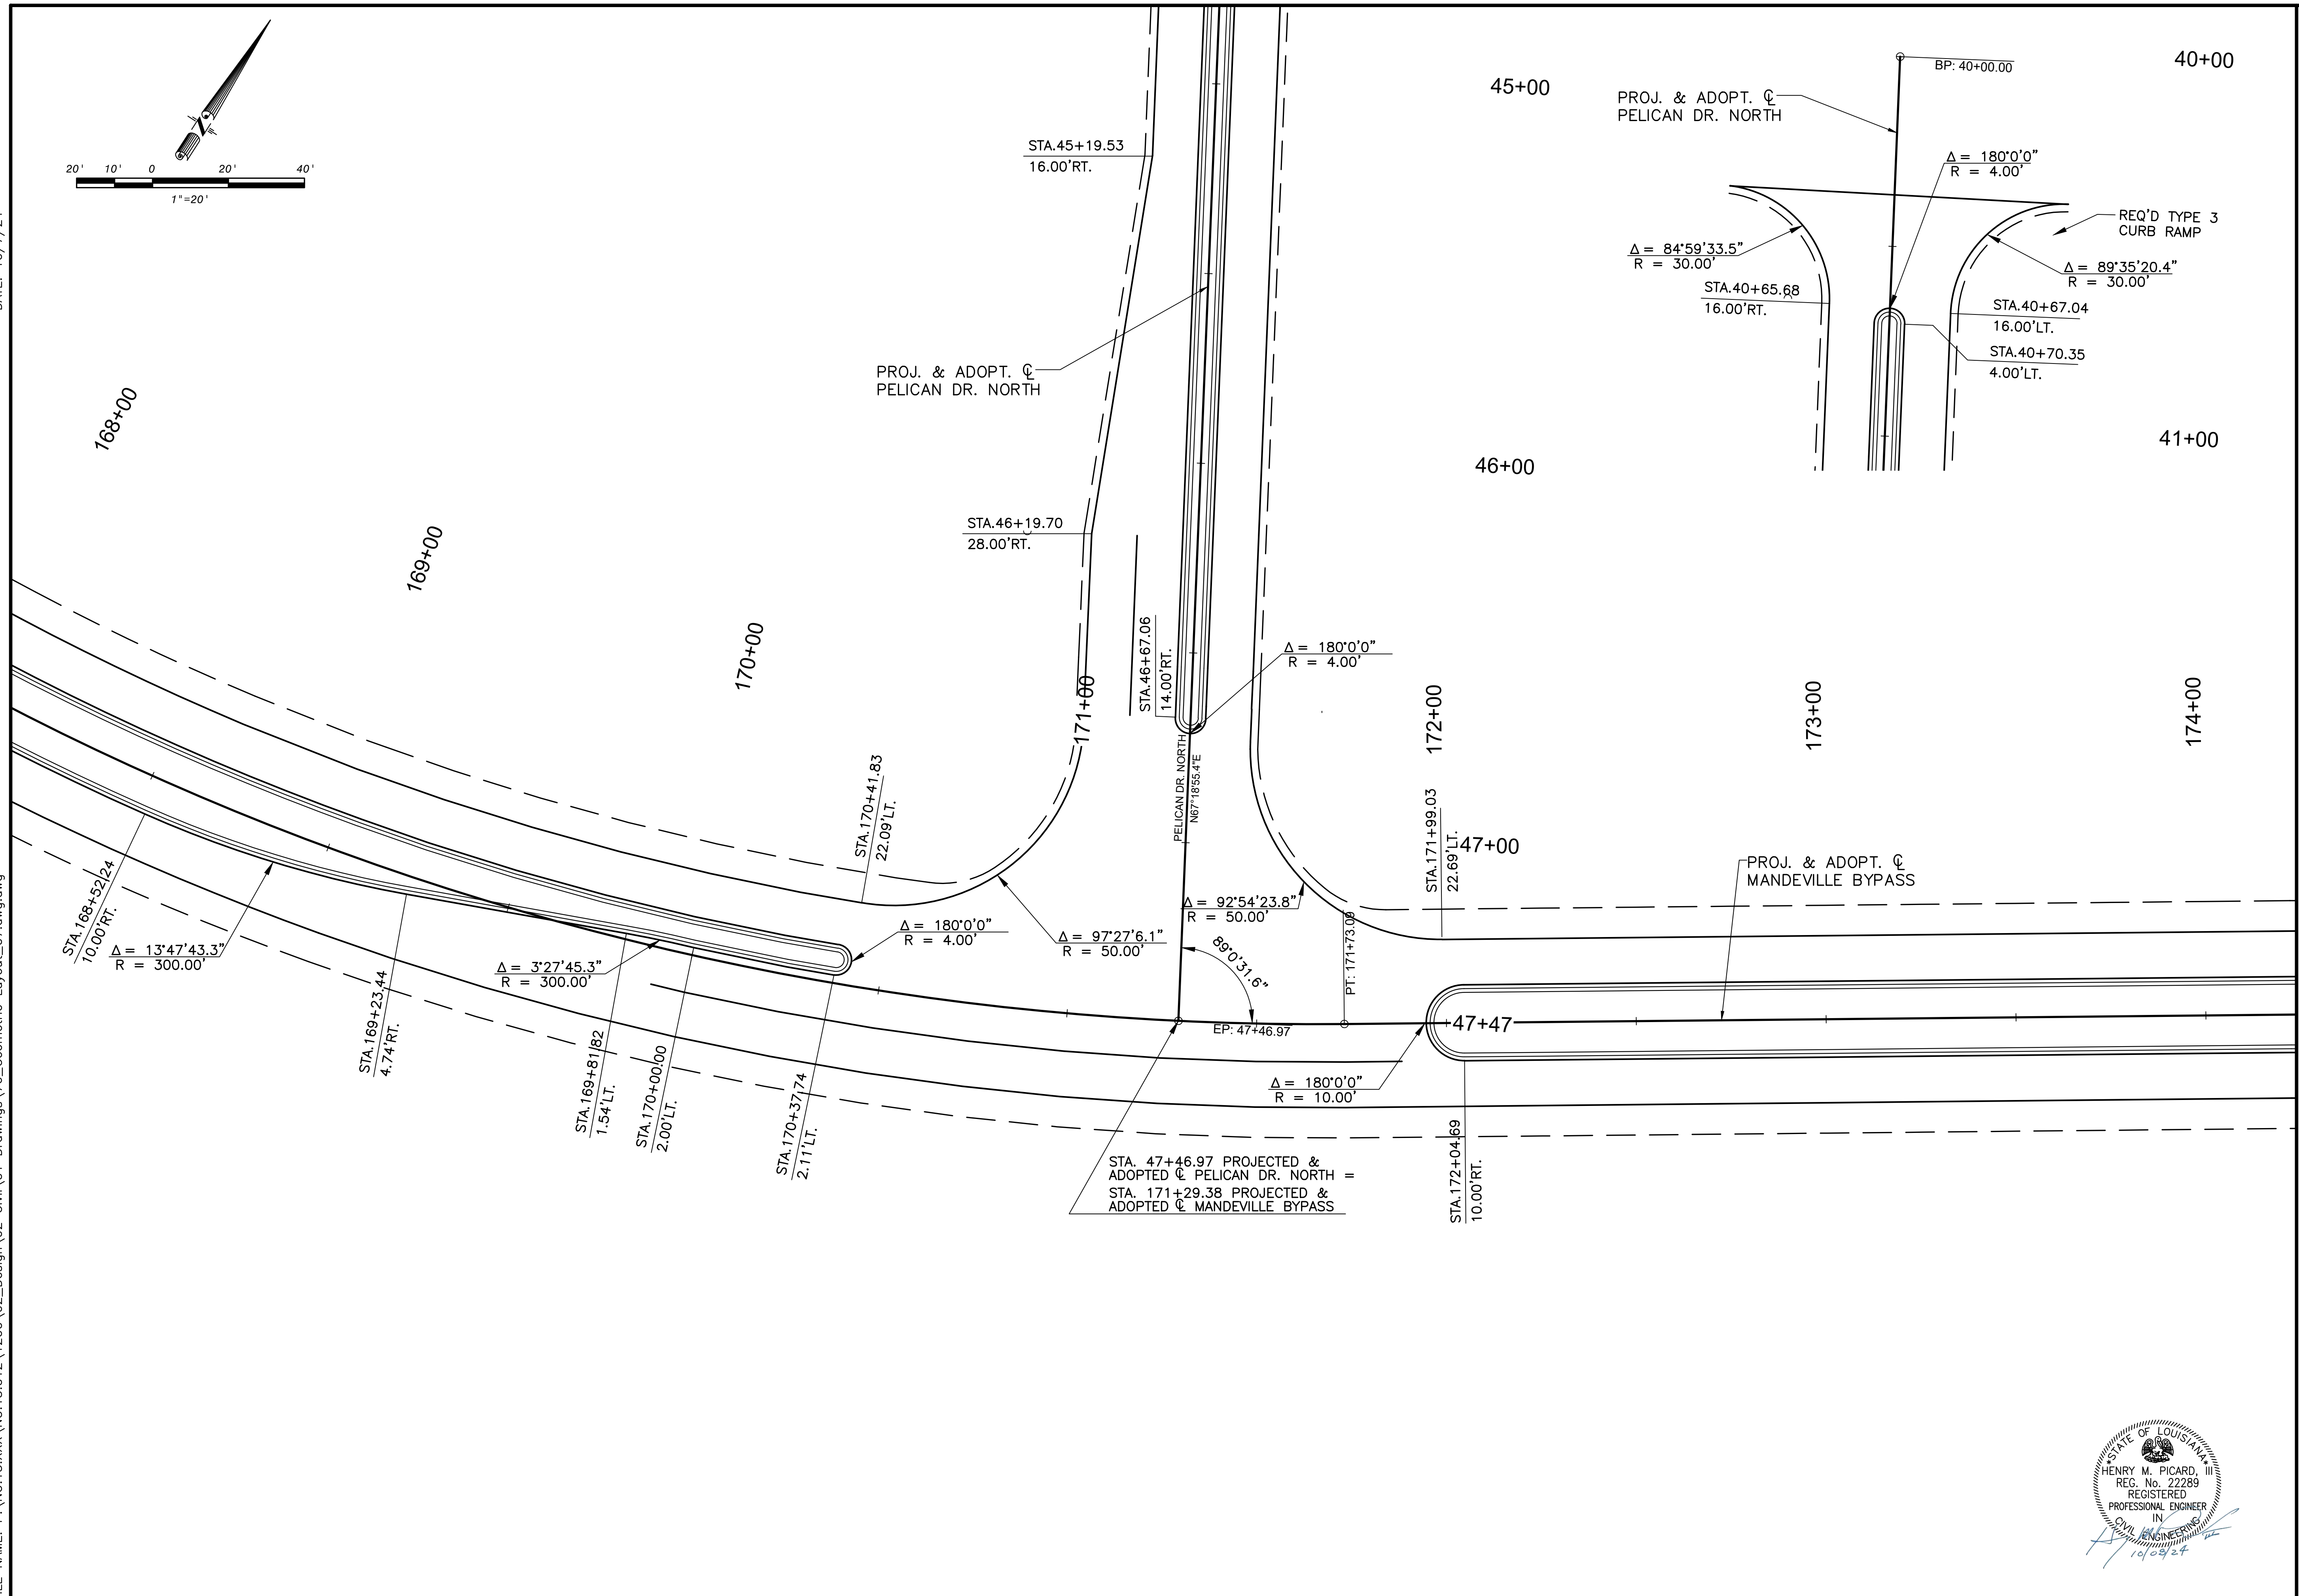 20' 10' 0 20' 40'
1"=20'
45+00
40+00
BP: 40+00.00
PROJ. & ADOPT. ℄
PELICAN DR. NORTH
Δ = 180°0'0"
R = 4.00'
STA.45+19.53
16.00'RT.
REQ'D TYPE 3
CURB RAMP
Δ = 84°59'33.5"
R = 30.00'
Δ = 89°35'20.4"
R = 30.00'
STA.40+65.68
16.00'RT.
STA.40+67.04
16.00'LT.
STA.40+70.35
4.00'LT.
PROJ. & ADOPT. ℄
PELICAN DR. NORTH
41+00
46+00
168+00
169+00
170+00
171+00
172+00
173+00
174+00
STA.46+19.70
28.00'RT.
STA.46+67.06
14.00'RT.
Δ = 180°0'0"
R = 4.00'
PELICAN DR. NORTH
N67°18'55.4"E
STA.170+41.83
22.09'LT.
STA.171+99.03
22.69'LT.
47+00
PROJ. & ADOPT. ℄
MANDEVILLE BYPASS
STA.168+52.24
10.00'RT.
Δ = 13°47'43.3"
R = 300.00'
Δ = 3°27'45.3"
R = 300.00'
Δ = 180°0'0"
R = 4.00'
Δ = 97°27'6.1"
R = 50.00'
Δ = 92°54'23.8"
R = 50.00'
89°0'31.6"
PT: 171+73.09
EP: 47+46.97
47+47
STA.169+23.44
4.74'RT.
STA.169+81.82
1.54'LT.
STA.170+00.00
2.00'LT.
STA.170+37.74
2.11'LT.
Δ = 180°0'0"
R = 10.00'
STA.172+04.69
10.00'RT.
STA. 47+46.97 PROJECTED &
ADOPTED ℄ PELICAN DR. NORTH =
STA. 171+29.38 PROJECTED &
ADOPTED ℄ MANDEVILLE BYPASS
STATE OF LOUISIANA
HENRY M. PICARD, III
REG. No. 22289
REGISTERED
PROFESSIONAL ENGINEER
IN
CIVIL ENGINEERING
10/08/24